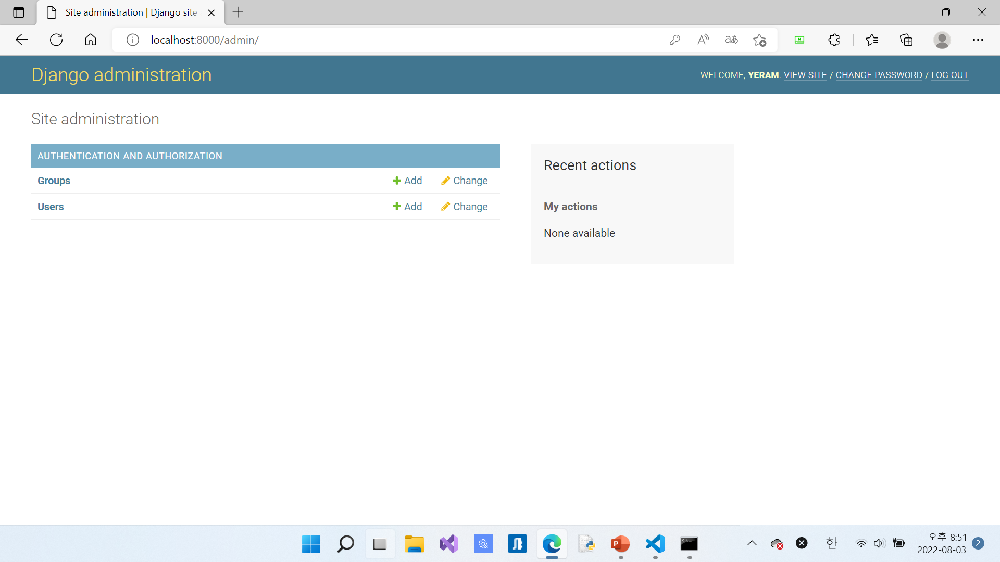 Site administration | Django site
localhost:8000/admin/
Django administration
WELCOME, YERAM. VIEW SITE / CHANGE PASSWORD / LOG OUT
Site administration
AUTHENTICATION AND AUTHORIZATION
Groups
Add
Change
Users
Add
Change
Recent actions
My actions
None available
한
오후 8:51
2022-08-03
2